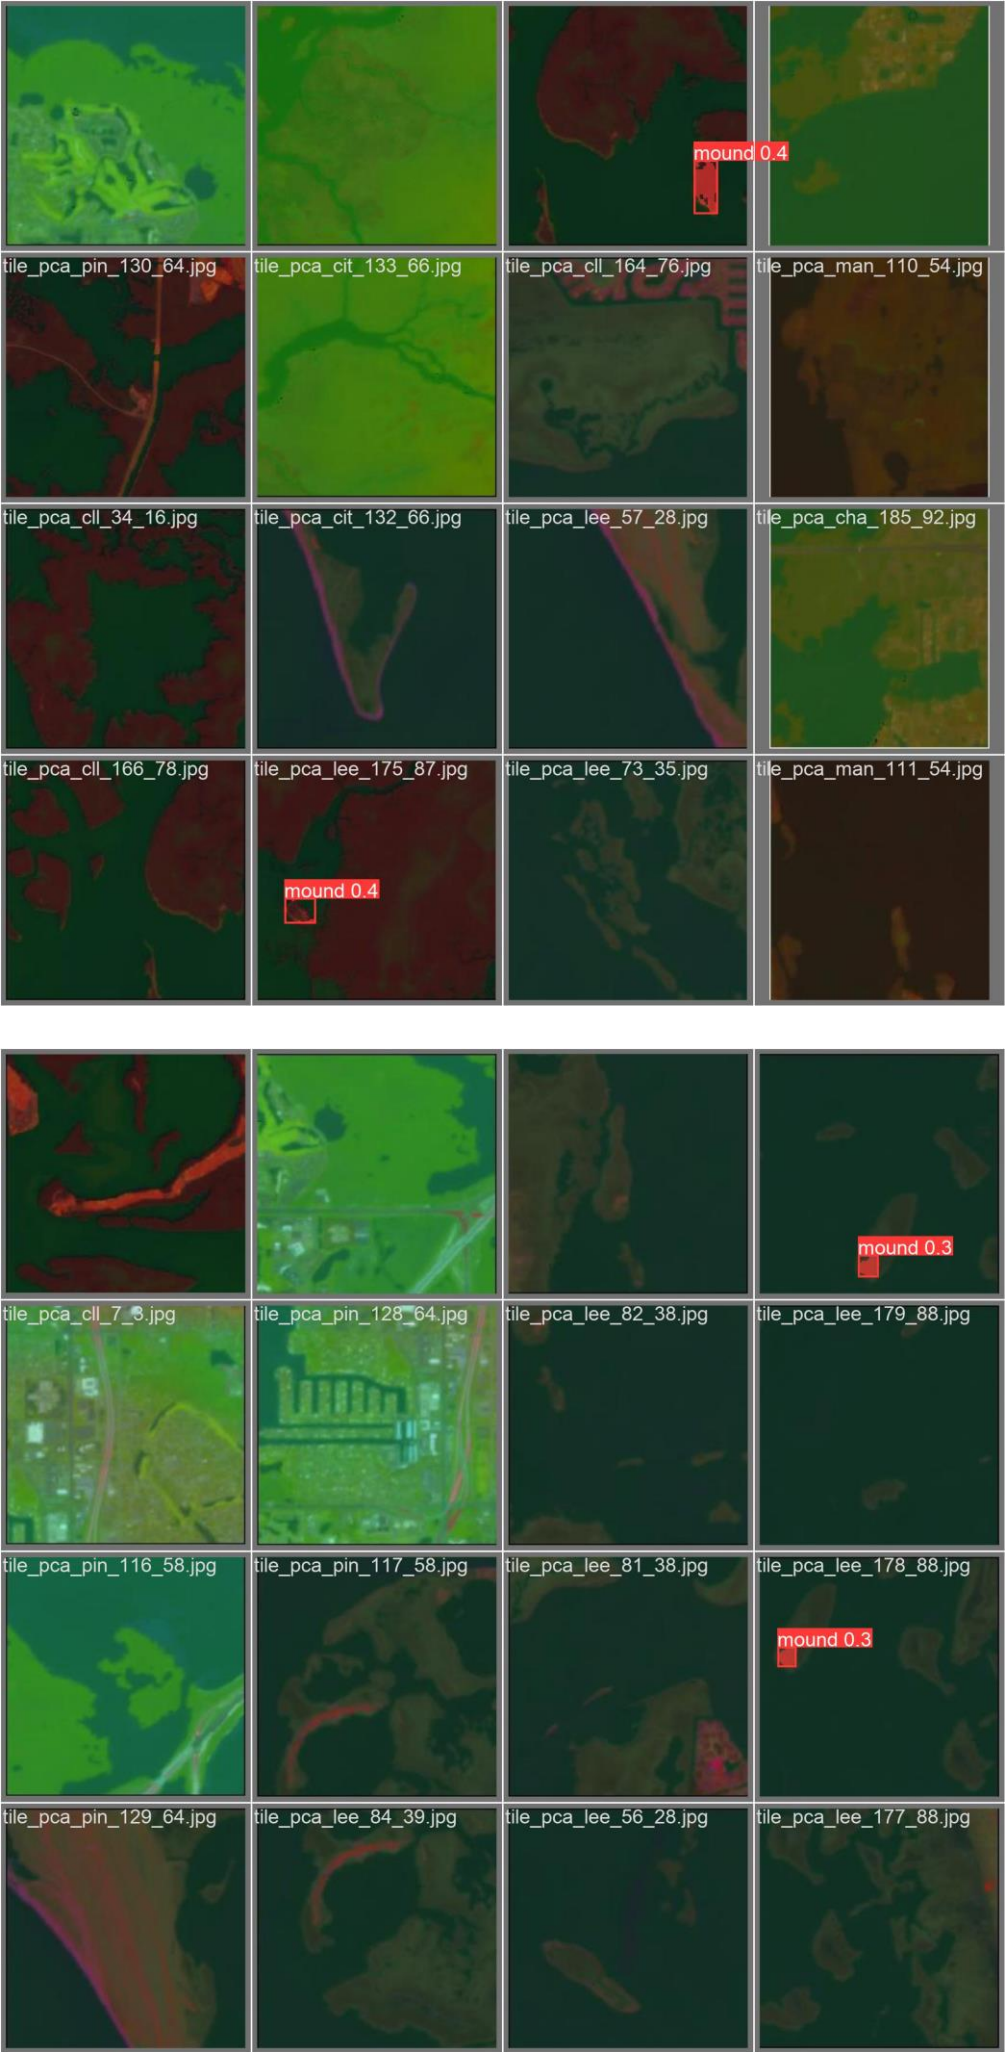 mound 0.4
tile_pca_pin_130_64.jpg tile_pca_cit_133_66.jpg tile_pca_cll_164_76.jpg tile_pca_man_110_54.jpg
tile_pca_cll_34_16.jpg tile_pca_cit_132_66.jpg tile_pca_lee_57_28.jpg tile_pca_cha_185_92.jpg
tile_pca_cll_166_78.jpg tile_pca_lee_175_87.jpg tile_pca_lee_73_35.jpg tile_pca_man_111_54.jpg
mound 0.4
mound 0.3
tile_pca_cll_7_3.jpg tile_pca_pin_128_64.jpg tile_pca_lee_82_38.jpg tile_pca_lee_179_88.jpg
tile_pca_pin_116_58.jpg tile_pca_pin_117_58.jpg tile_pca_lee_81_38.jpg tile_pca_lee_178_88.jpg
mound 0.3
tile_pca_pin_129_64.jpg tile_pca_lee_84_39.jpg tile_pca_lee_56_28.jpg tile_pca_lee_177_88.jpg